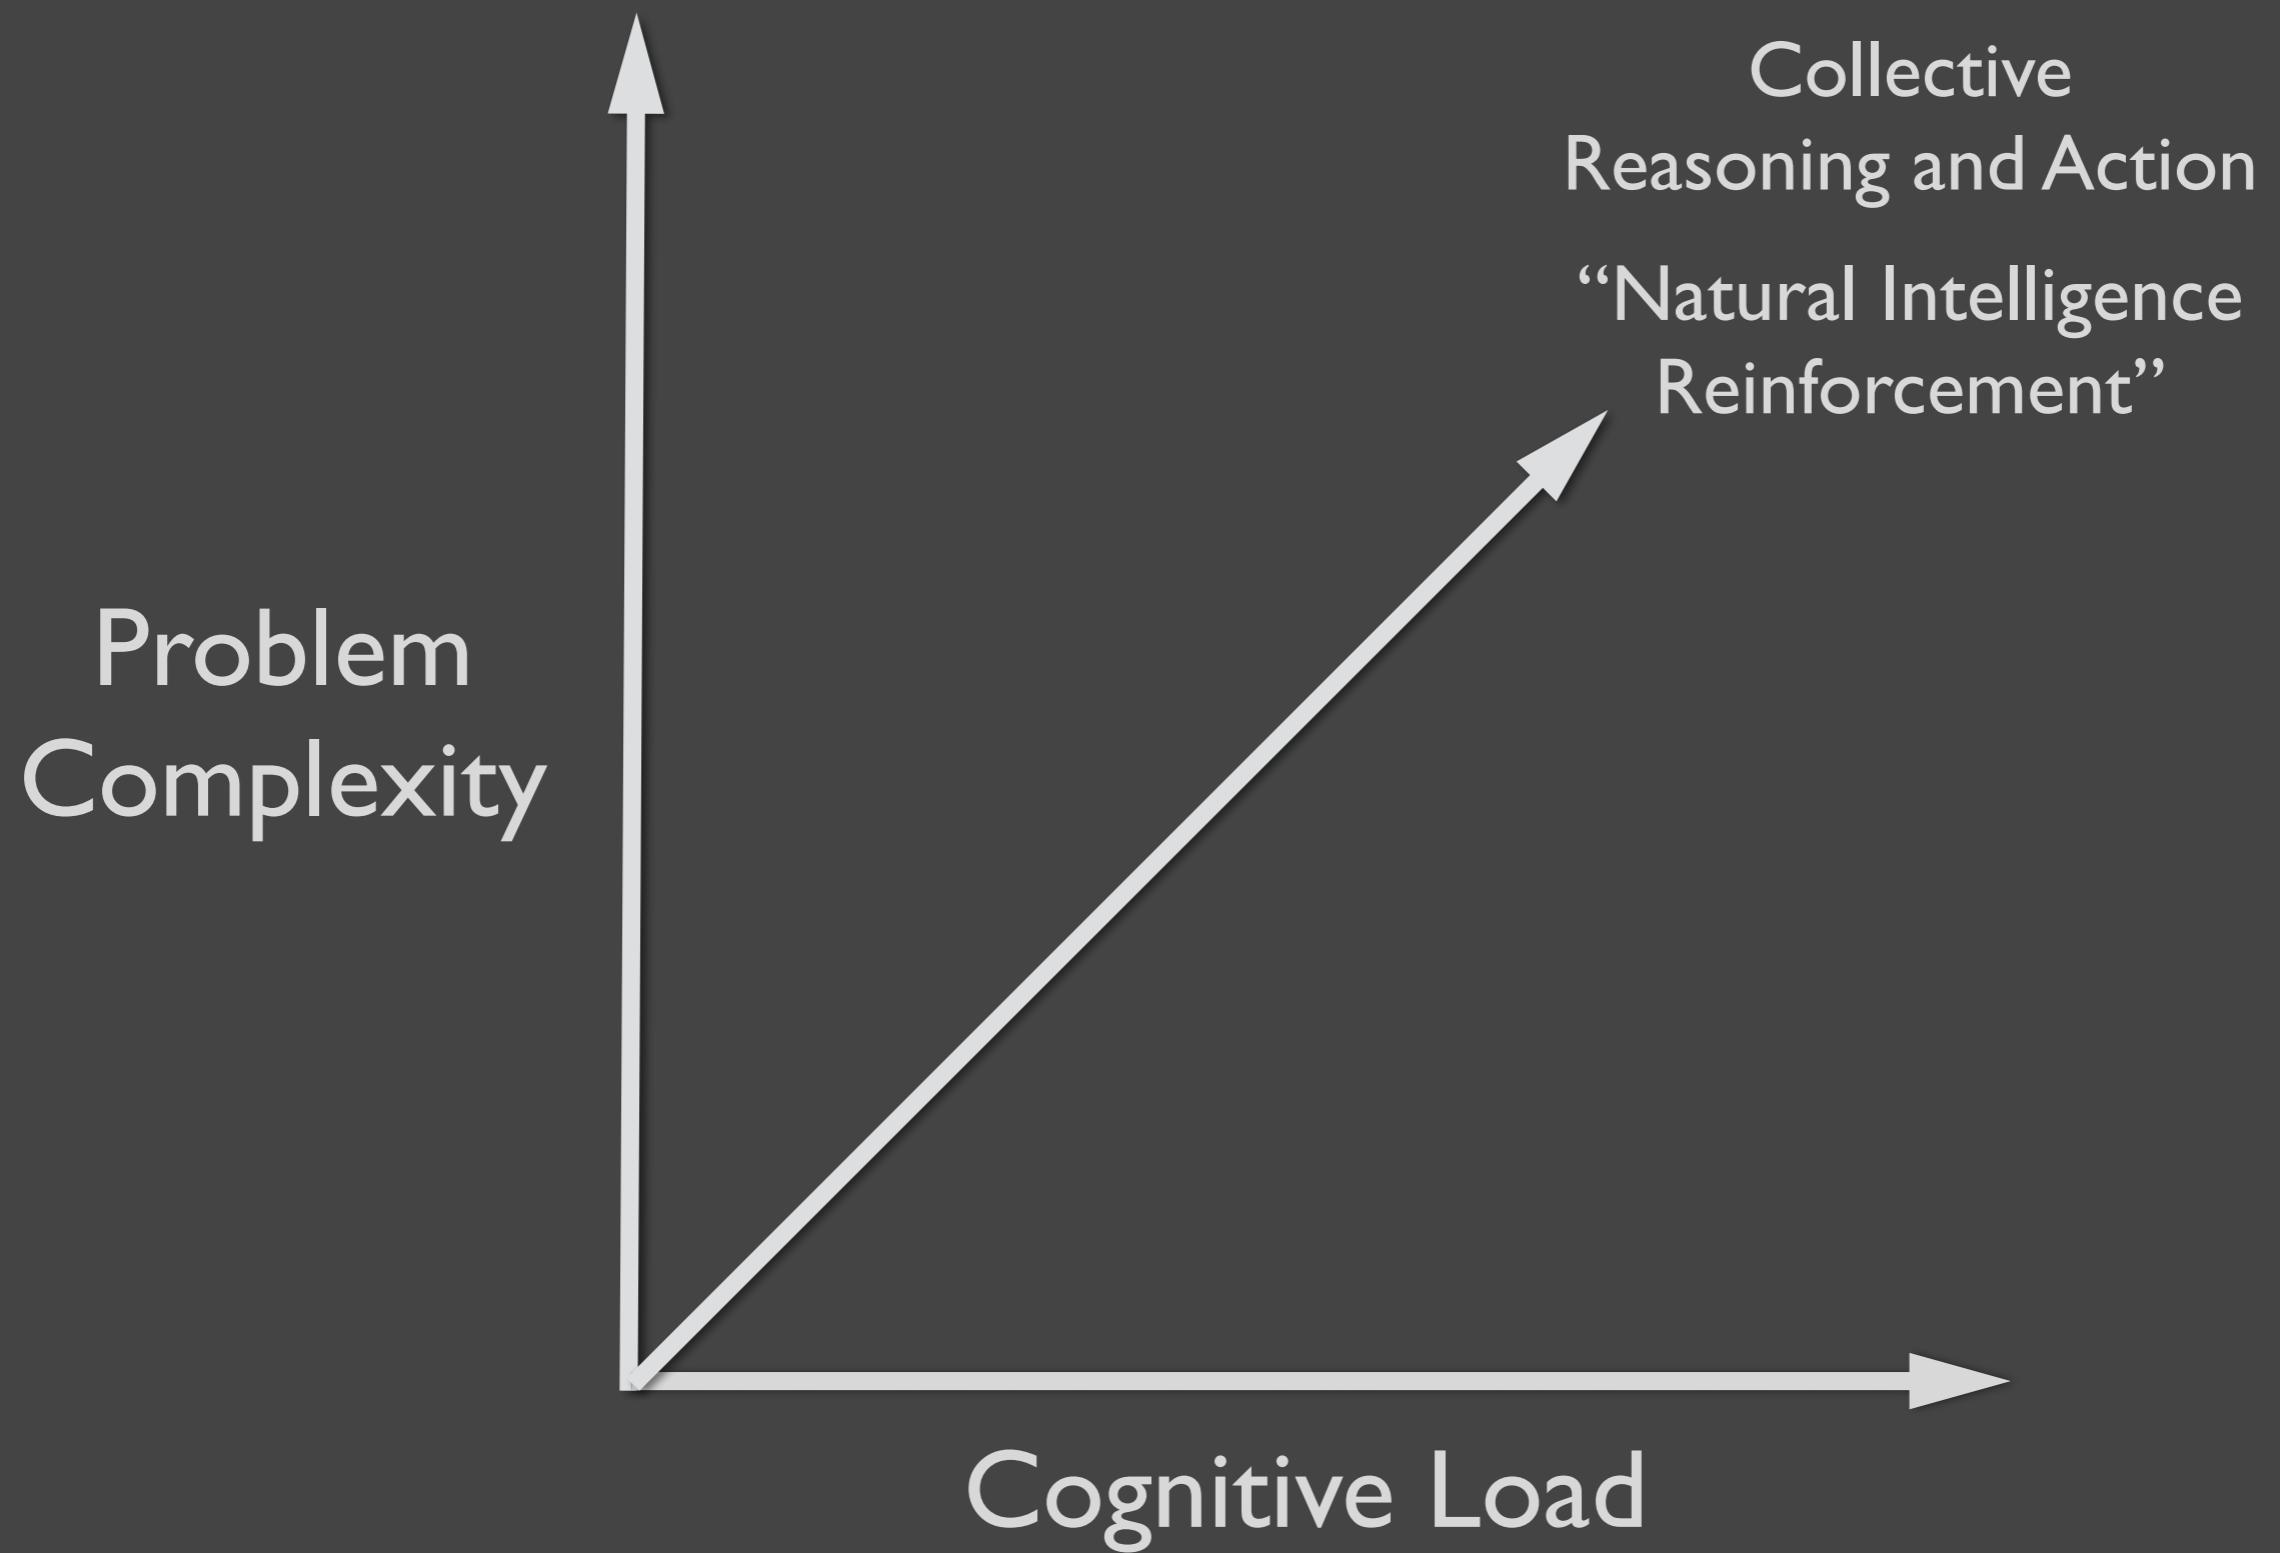 Collective
Reasoning and Action
“Natural Intelligence
Reinforcement”
Problem
Complexity
Cognitive Load